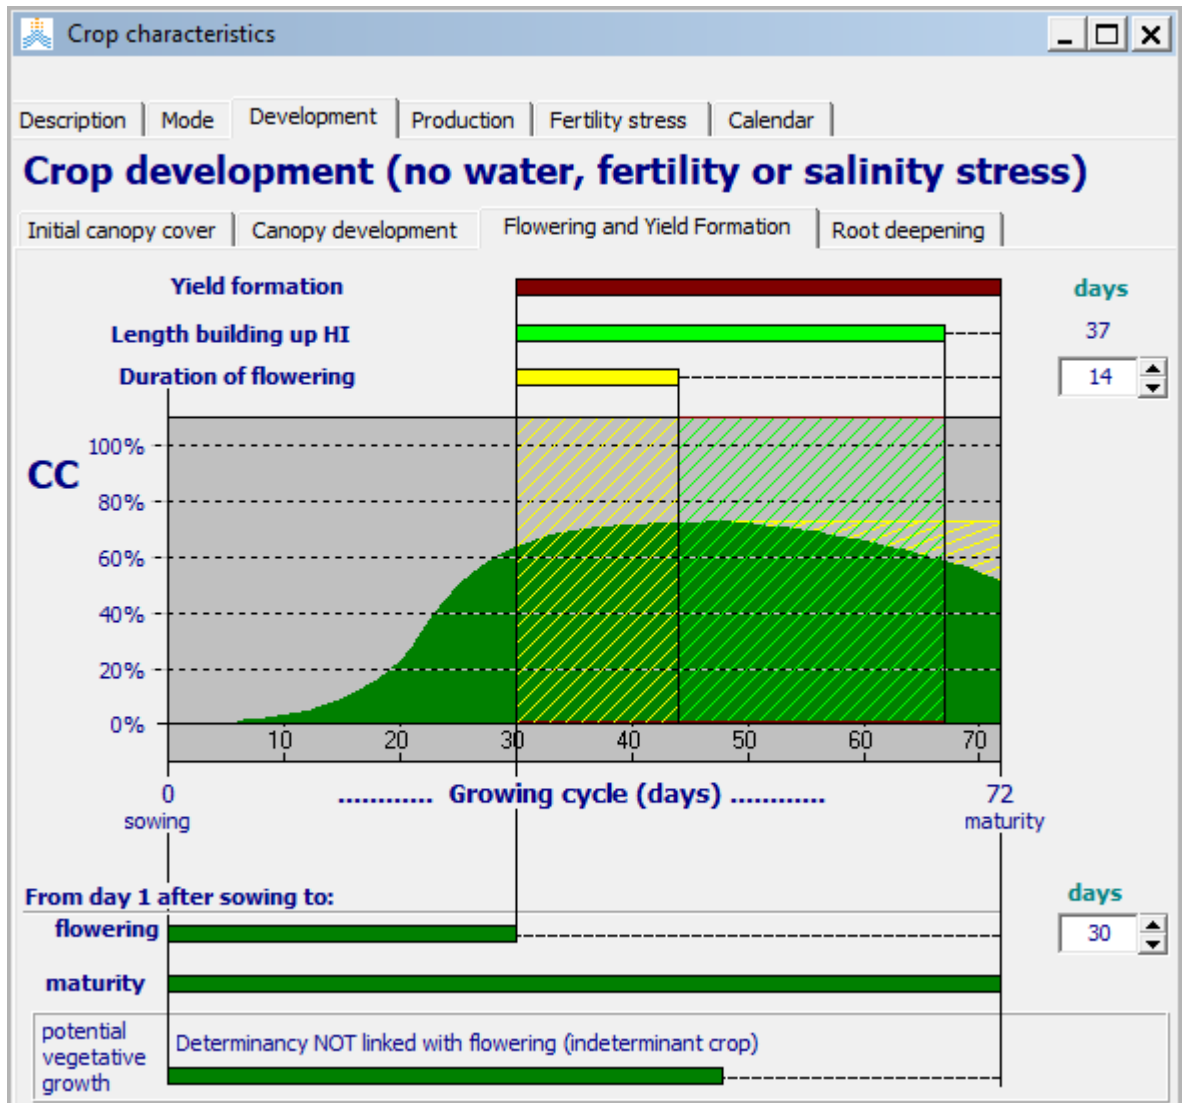 Crop characteristics
Description Mode Development Production Fertility stress Calendar
Crop development (no water, fertility or salinity stress)
Initial canopy cover Canopy development Flowering and Yield Formation Root deepening
Yield formation days
Length building up HI 37
Duration of flowering 14
CC
100%
80%
60%
40%
20%
0%
10 20 30 40 50 60 70
0 ............ Growing cycle (days) ............ 72
sowing maturity
From day 1 after sowing to: days
flowering 30
maturity
potential
vegetative
growth
Determinancy NOT linked with flowering (indeterminant crop)